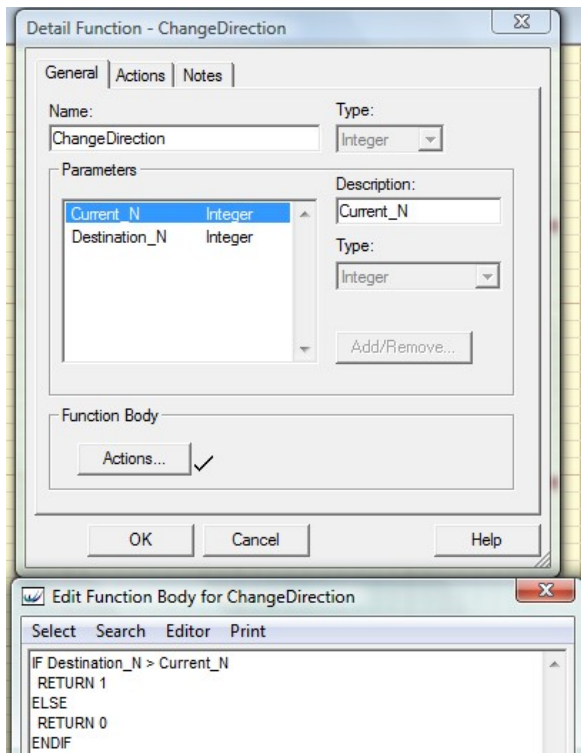 Detail Function - ChangeDirection
General Actions Notes
Name:
Type:
ChangeDirection
Integer
Parameters
Description:
Current_N Integer
Current_N
Destination_N Integer
Type:
Integer
Add/Remove...
Function Body
Actions...
OK Cancel Help
Edit Function Body for ChangeDirection
Select Search Editor Print
IF Destination_N > Current_N
RETURN 1
ELSE
RETURN 0
ENDIF